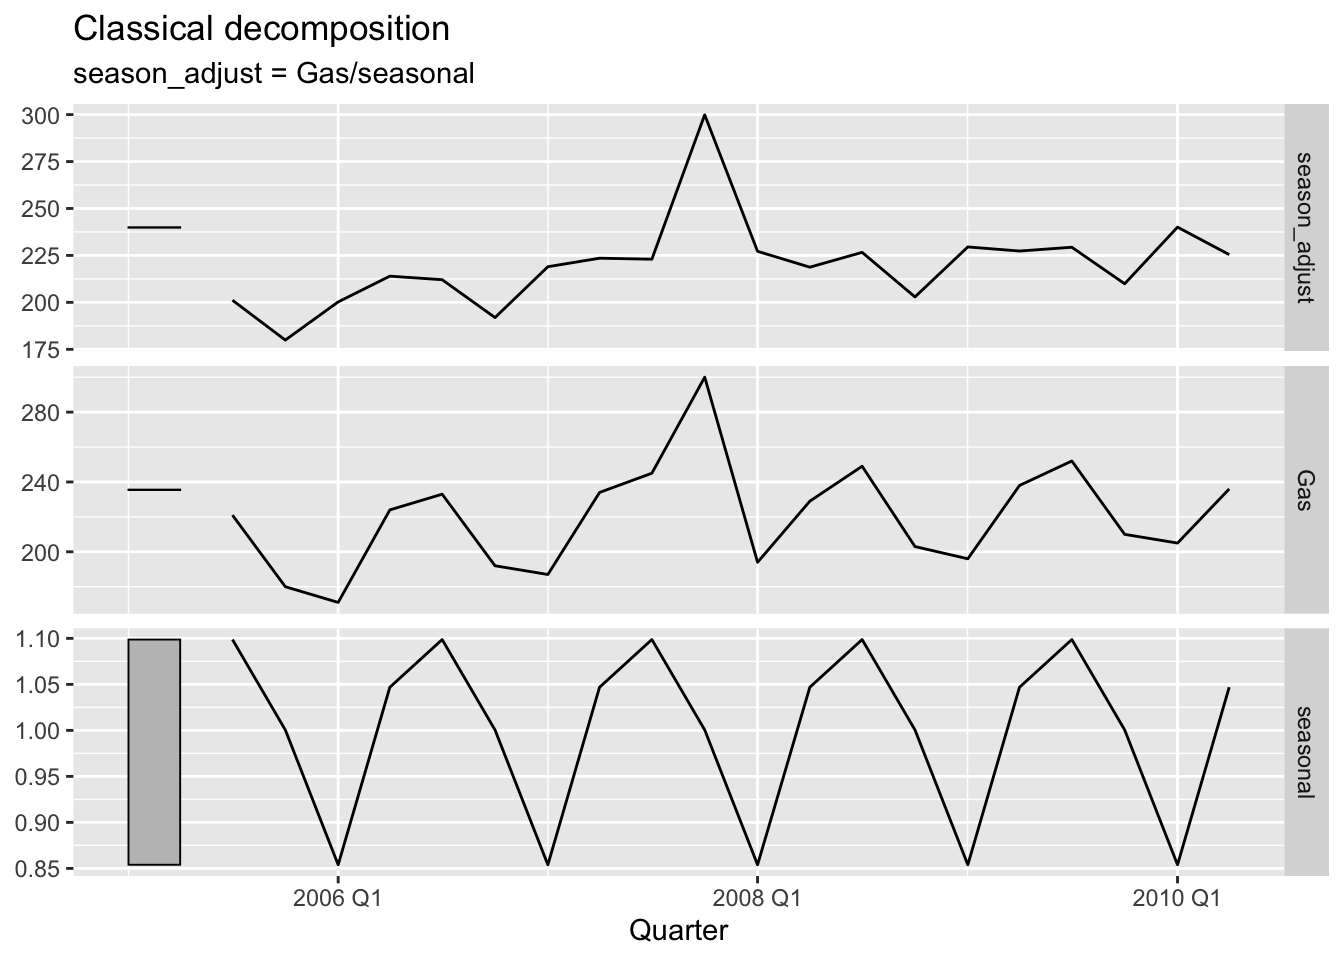 Classical decomposition
season_adjust = Gas/seasonal
300
275
250
225
200
175
season_adjust
280
240
200
Gas
1.10
1.05
1.00
0.95
0.90
0.85
seasonal
2006 Q1
2008 Q1
2010 Q1
Quarter